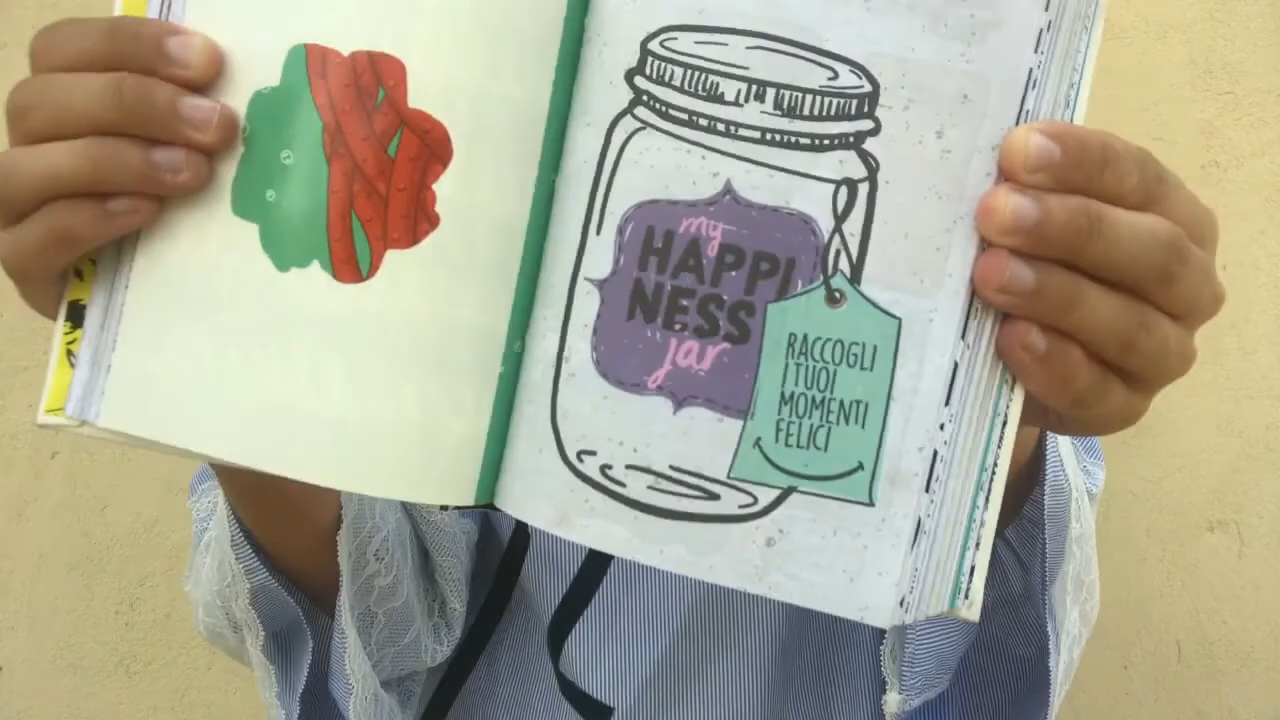 my
HAPPI
NESS
jar
RACCOGLI
I TUOI
MOMENTI
FELICI